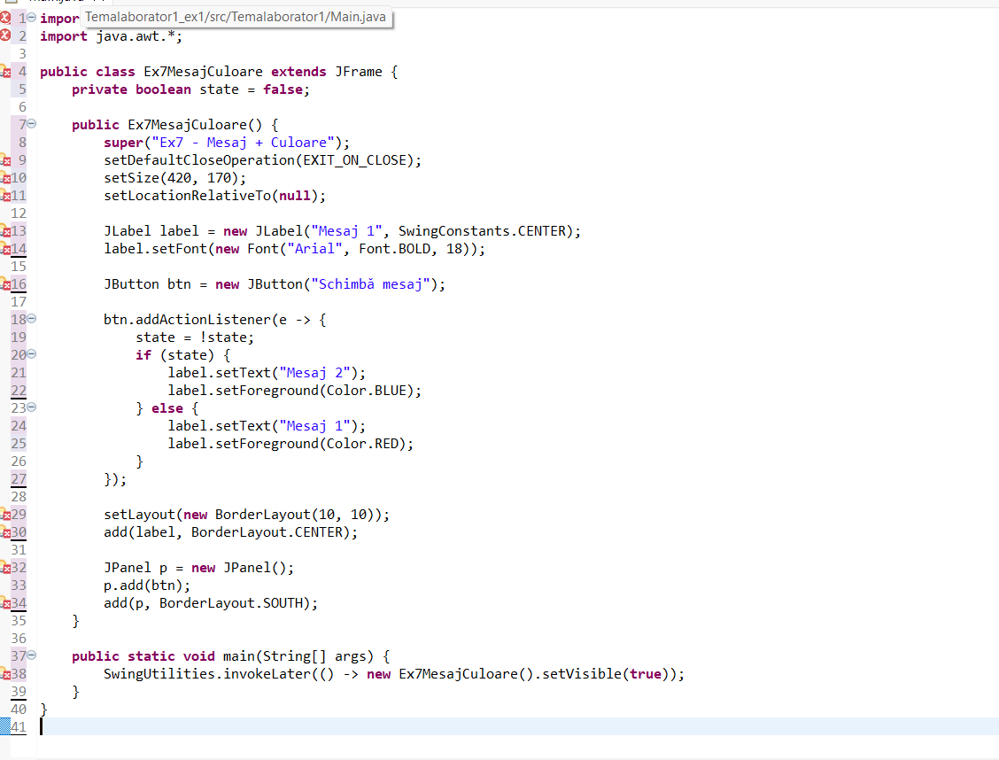 1 impor Temalaborator1_ex1/src/Temalaborator1/Main.java
2 import java.awt.*;
3
4 public class Ex7MesajCuloare extends JFrame {
5     private boolean state = false;
6
7     public Ex7MesajCuloare() {
8         super("Ex7 - Mesaj + Culoare");
9         setDefaultCloseOperation(EXIT_ON_CLOSE);
10         setSize(420, 170);
11         setLocationRelativeTo(null);
12
13         JLabel label = new JLabel("Mesaj 1", SwingConstants.CENTER);
14         label.setFont(new Font("Arial", Font.BOLD, 18));
15
16         JButton btn = new JButton("Schimbă mesaj");
17
18         btn.addActionListener(e -> {
19             state = !state;
20             if (state) {
21                 label.setText("Mesaj 2");
22                 label.setForeground(Color.BLUE);
23             } else {
24                 label.setText("Mesaj 1");
25                 label.setForeground(Color.RED);
26             }
27         });
28
29         setLayout(new BorderLayout(10, 10));
30         add(label, BorderLayout.CENTER);
31
32         JPanel p = new JPanel();
33         p.add(btn);
34         add(p, BorderLayout.SOUTH);
35     }
36
37     public static void main(String[] args) {
38         SwingUtilities.invokeLater(() -> new Ex7MesajCuloare().setVisible(true));
39     }
40 }
41